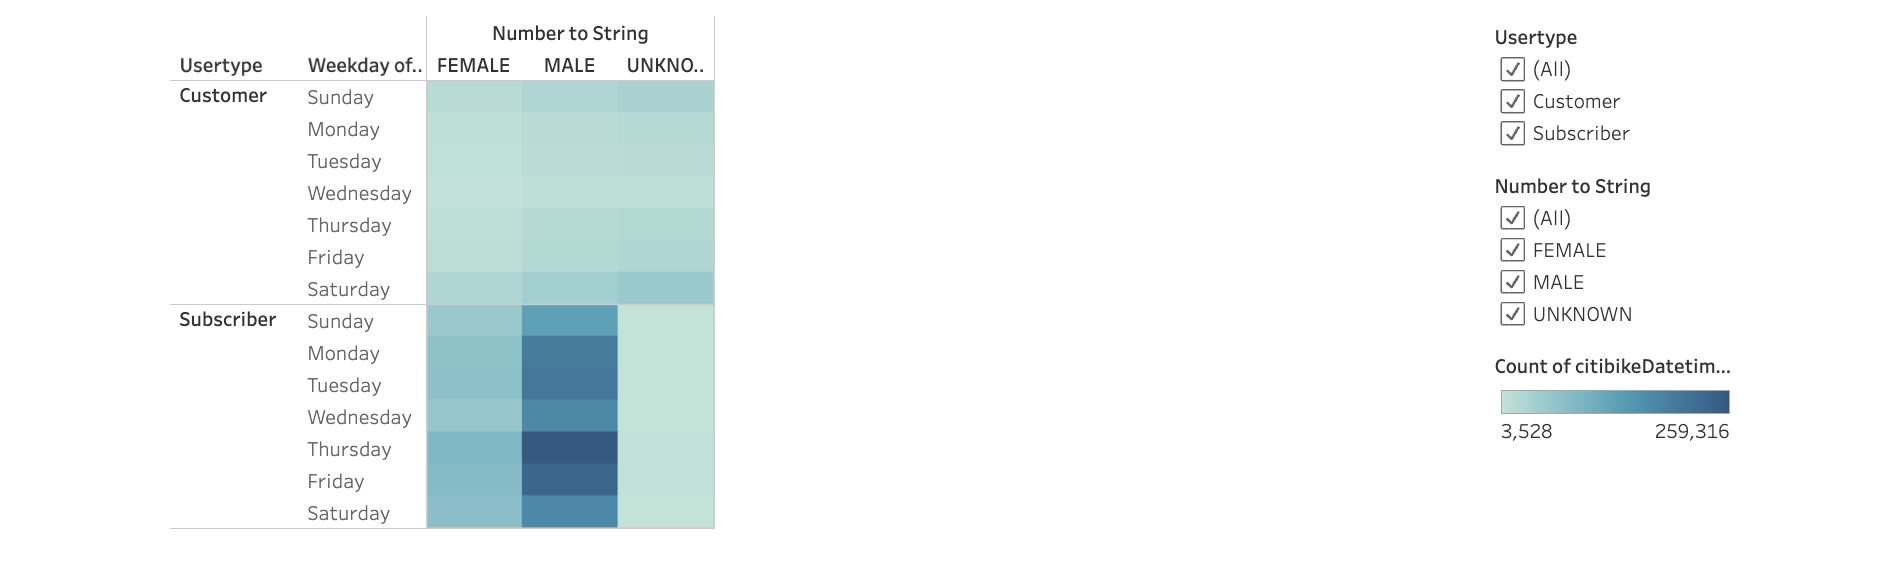 Number to String
Usertype Weekday of.. FEMALE MALE UNKNO..
Customer Sunday
Monday
Tuesday
Wednesday
Thursday
Friday
Saturday
Subscriber Sunday
Monday
Tuesday
Wednesday
Thursday
Friday
Saturday
Usertype
(All)
Customer
Subscriber
Number to String
(All)
FEMALE
MALE
UNKNOWN
Count of citibikeDatetim...
3,528 259,316